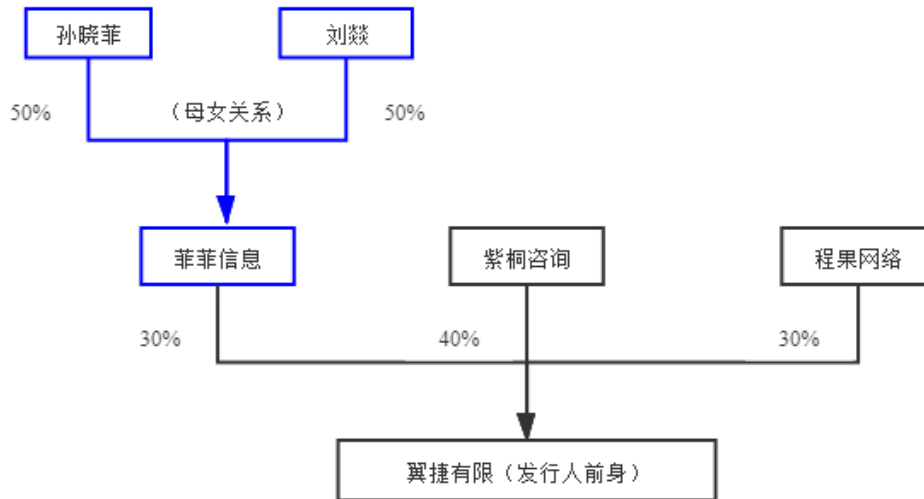 孙晓菲
刘燚
50%
（母女关系）
50%
菲菲信息
紫桐咨询
程果网络
30%
40%
30%
翼捷有限（发行人前身）